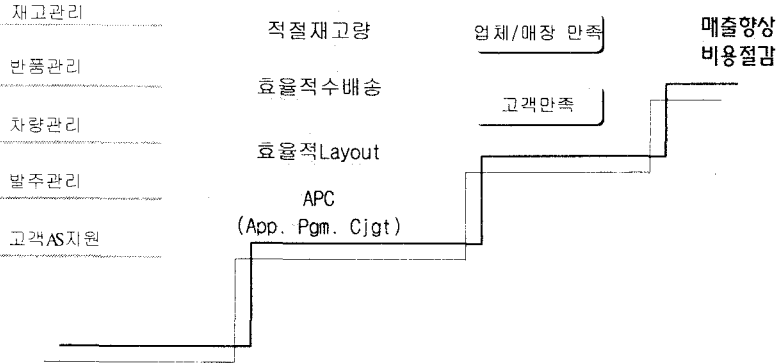 재고관리
반품관리
차량관리
발주관리
고객AS지원
적절재고량
효율적수배송
효율적Layout
APC
(App. Pgm. Cjgt)
업체/매장 만족
고객만족
매출향상
비용절감